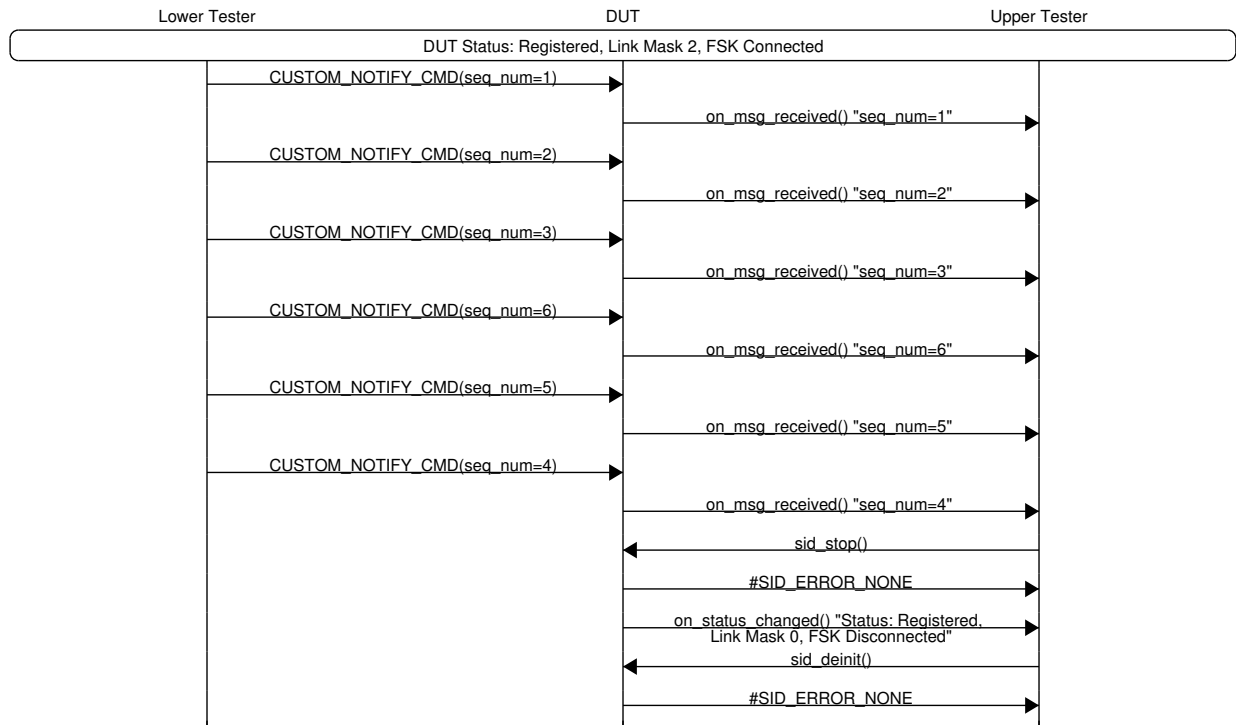 Lower Tester DUT Upper Tester
DUT Status: Registered, Link Mask 2, FSK Connected
CUSTOM_NOTIFY_CMD(seq_num=1)
on_msg_received() "seq_num=1"
CUSTOM_NOTIFY_CMD(seq_num=2)
on_msg_received() "seq_num=2"
CUSTOM_NOTIFY_CMD(seq_num=3)
on_msg_received() "seq_num=3"
CUSTOM_NOTIFY_CMD(seq_num=6)
on_msg_received() "seq_num=6"
CUSTOM_NOTIFY_CMD(seq_num=5)
on_msg_received() "seq_num=5"
CUSTOM_NOTIFY_CMD(seq_num=4)
on_msg_received() "seq_num=4"
sid_stop()
#SID_ERROR_NONE
on_status_changed() "Status: Registered,
Link Mask 0, FSK Disconnected"
sid_deinit()
#SID_ERROR_NONE